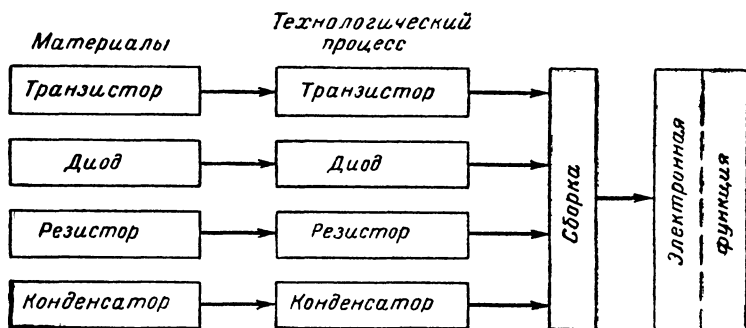 Материалы
Технологический
процесс
Транзистор
Транзистор
Диод
Диод
Резистор
Резистор
Конденсатор
Конденсатор
Сборка
Электронная
функция